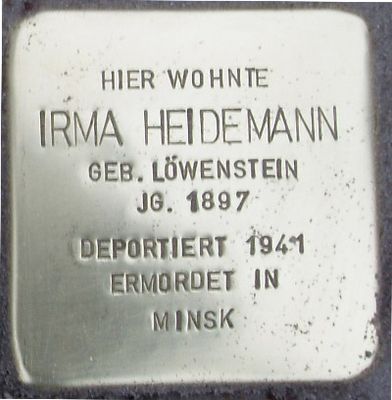 HIER WOHNTE
IRMA HEIDEMANN
GEB. LÖWENSTEIN
JG. 1897
DEPORTIERT 1941
ERMORDET IN
MINSK